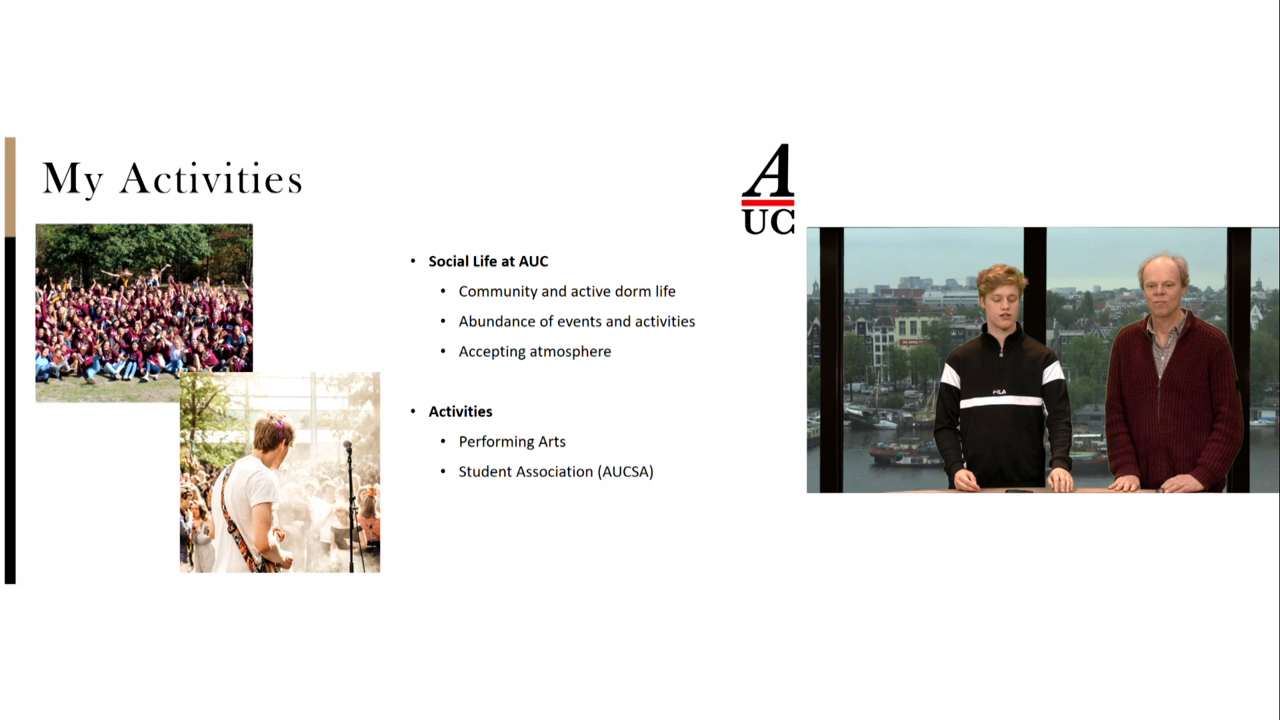 My Activities
A
UC
• Social Life at AUC
• Community and active dorm life
• Abundance of events and activities
• Accepting atmosphere
• Activities
• Performing Arts
• Student Association (AUCSA)
FILA